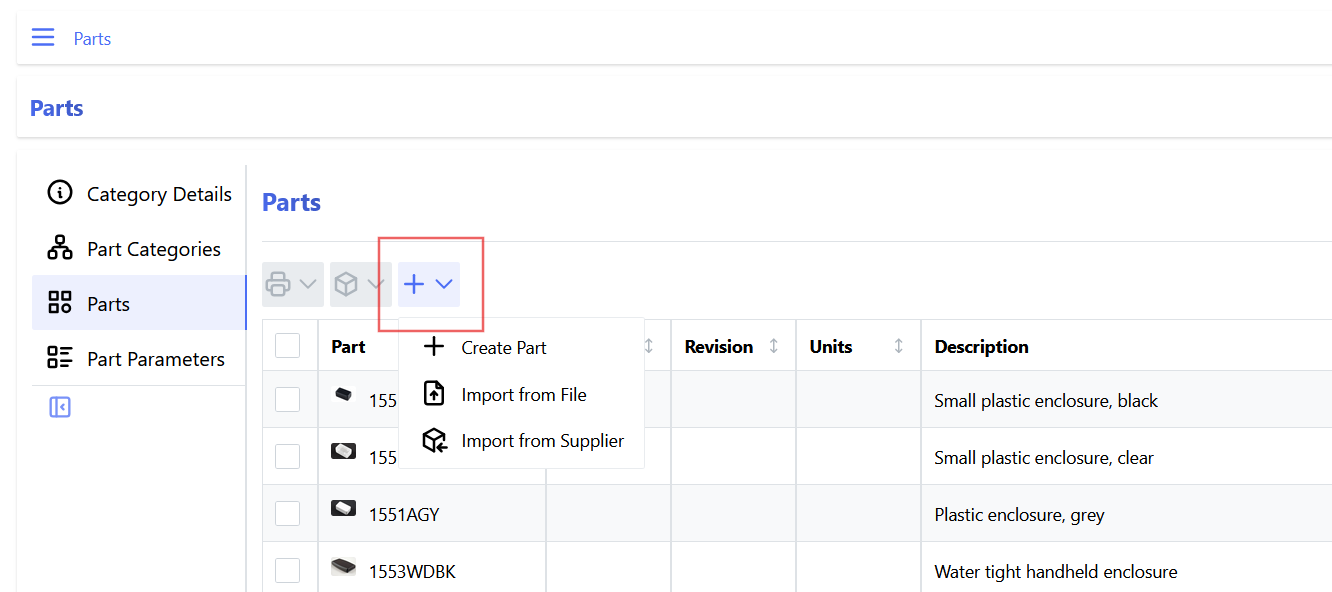 Parts
Parts
Category Details
Part Categories
Parts
Part Parameters
Parts
Create Part
Import from File
Import from Supplier
Part Revision Units Description
155 Small plastic enclosure, black
155 Small plastic enclosure, clear
1551AGY Plastic enclosure, grey
1553WDBK Water tight handheld enclosure